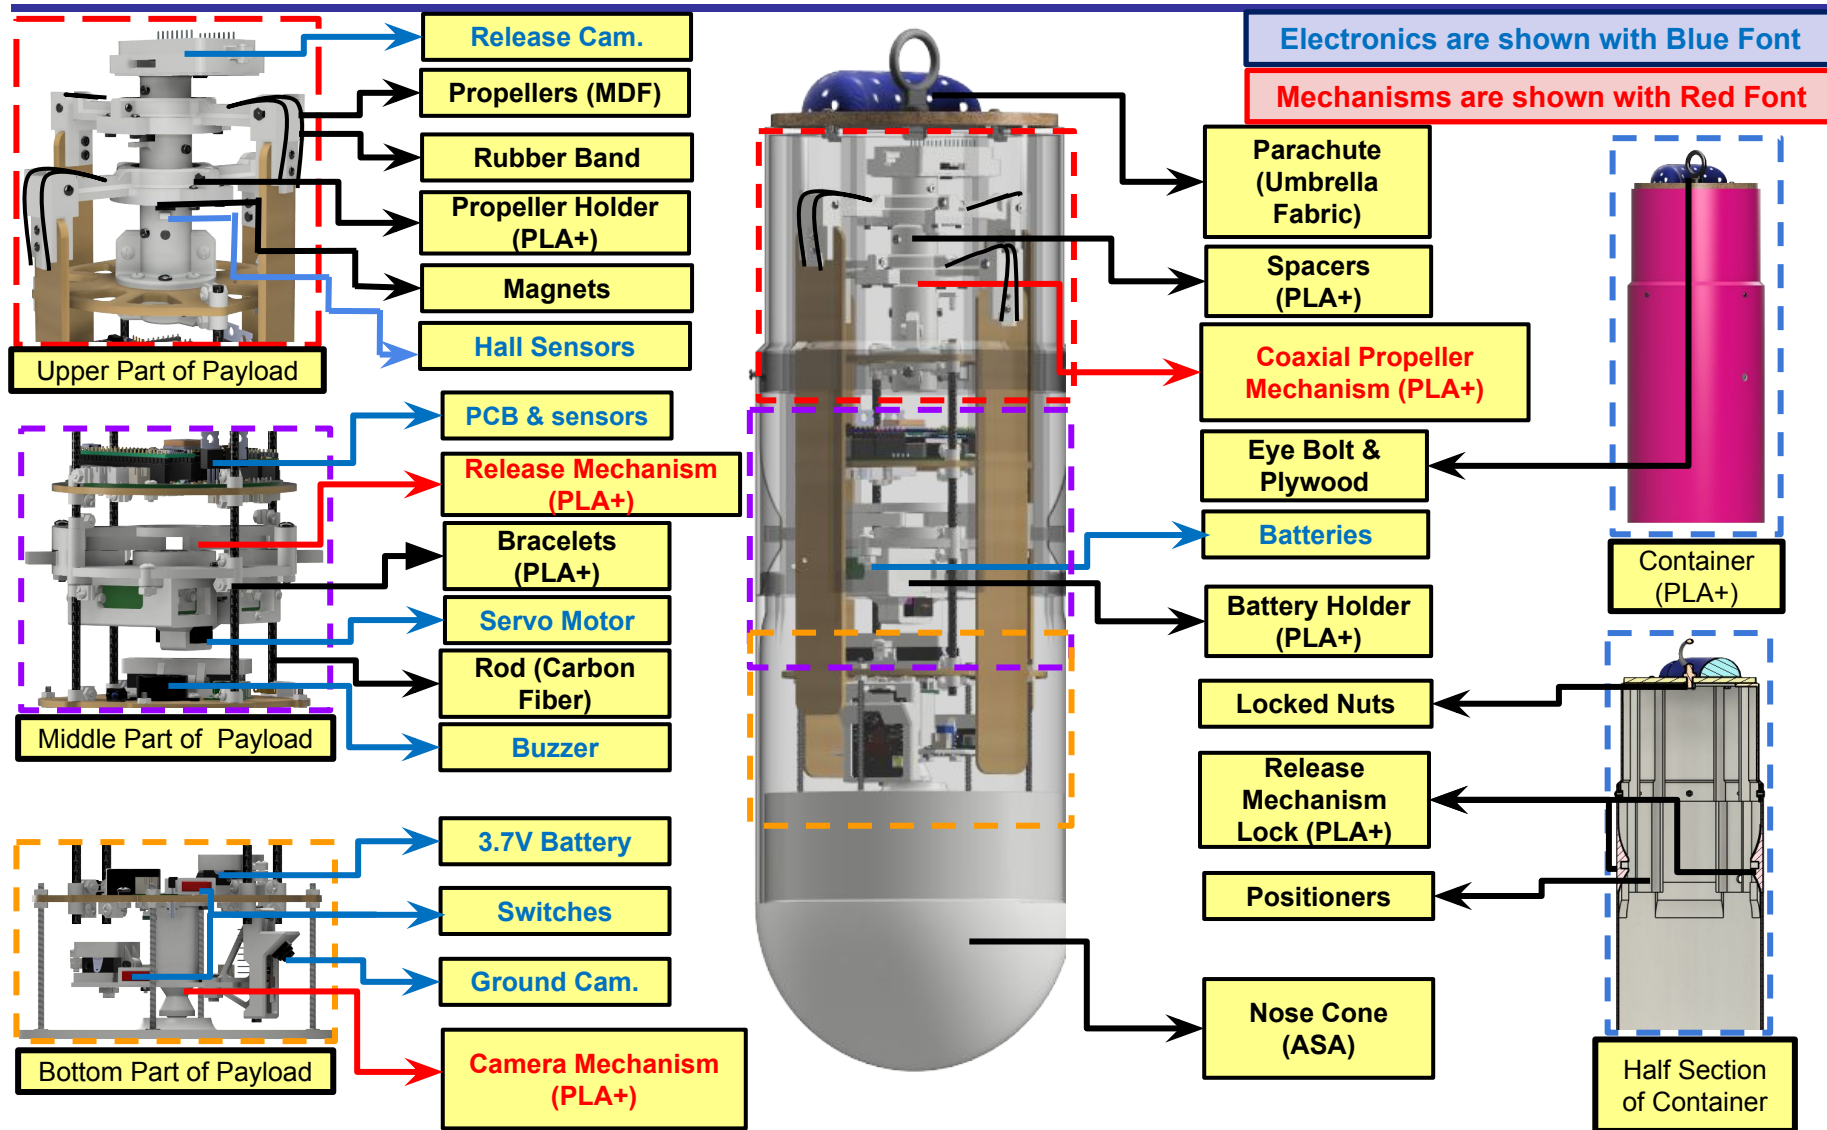 Electronics are shown with Blue Font
Mechanisms are shown with Red Font
Release Cam.
Propellers (MDF)
Rubber Band
Propeller Holder
(PLA+)
Magnets
Hall Sensors
Upper Part of Payload
PCB & sensors
Release Mechanism
(PLA+)
Bracelets
(PLA+)
Servo Motor
Rod (Carbon
Fiber)
Buzzer
Middle Part of Payload
3.7V Battery
Switches
Ground Cam.
Camera Mechanism
(PLA+)
Bottom Part of Payload
Parachute
(Umbrella
Fabric)
Spacers
(PLA+)
Coaxial Propeller
Mechanism (PLA+)
Eye Bolt &
Plywood
Batteries
Battery Holder
(PLA+)
Locked Nuts
Release
Mechanism
Lock (PLA+)
Positioners
Nose Cone
(ASA)
Container
(PLA+)
Half Section
of Container